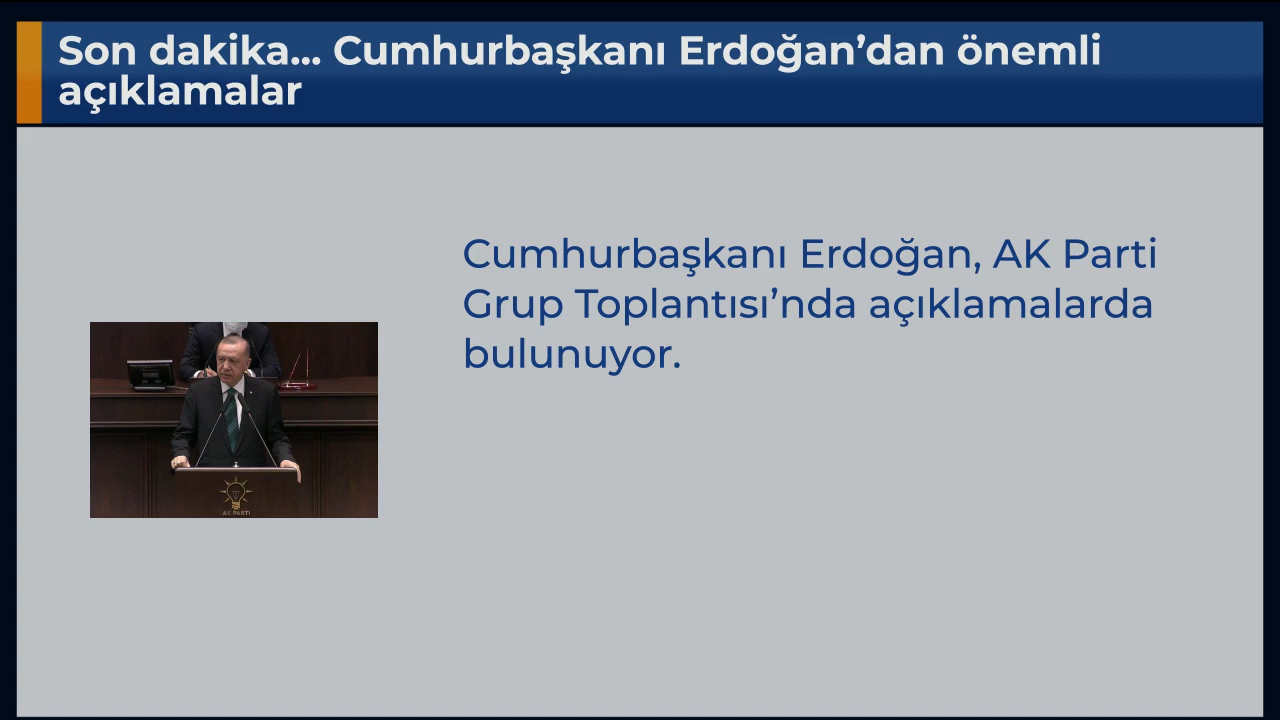 Son dakika... Cumhurbaşkanı Erdoğan’dan önemli
açıklamalar
Cumhurbaşkanı Erdoğan, AK Parti
Grup Toplantısı’nda açıklamalarda
bulunuyor.
AK PARTİ